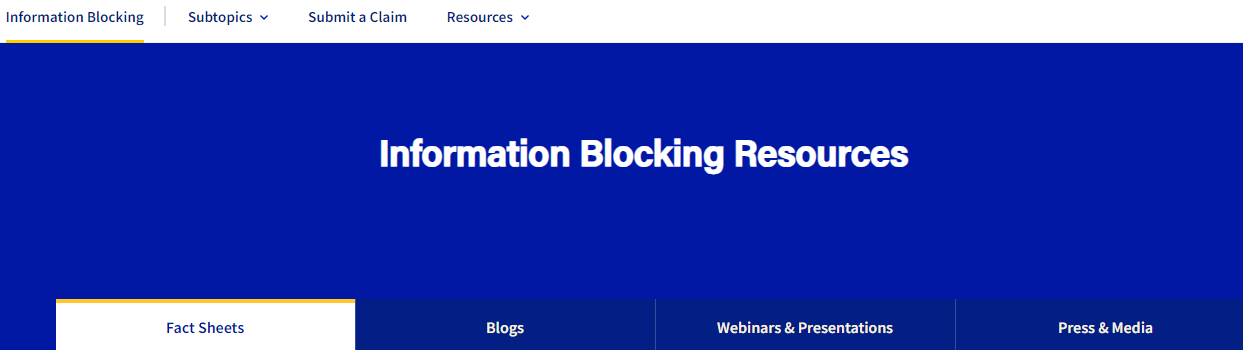 Information Blocking Subtopics Submit a Claim Resources
Information Blocking Resources
Fact Sheets Blogs Webinars & Presentations Press & Media